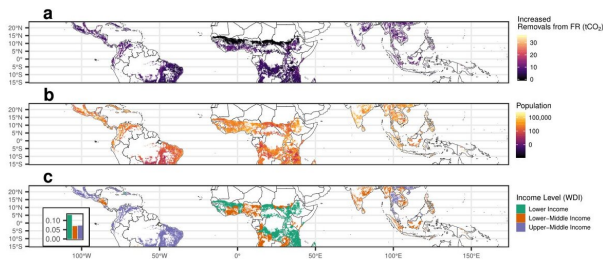 a
20°N
15°N
10°N
5°N
0°
5°S
10°S
15°S
Increased
Removals from FR (tCO₂)
30
20
10
0
b
20°N
15°N
10°N
5°N
0°
5°S
10°S
15°S
Population
100,000
100
0
c
20°N
15°N
10°N
5°N
0°
5°S
10°S
15°S
0.10
0.05
0.00
Income Level (WDI)
Lower Income
Lower−Middle Income
Upper−Middle Income
100°W
50°W
0°
50°E
100°E
150°E